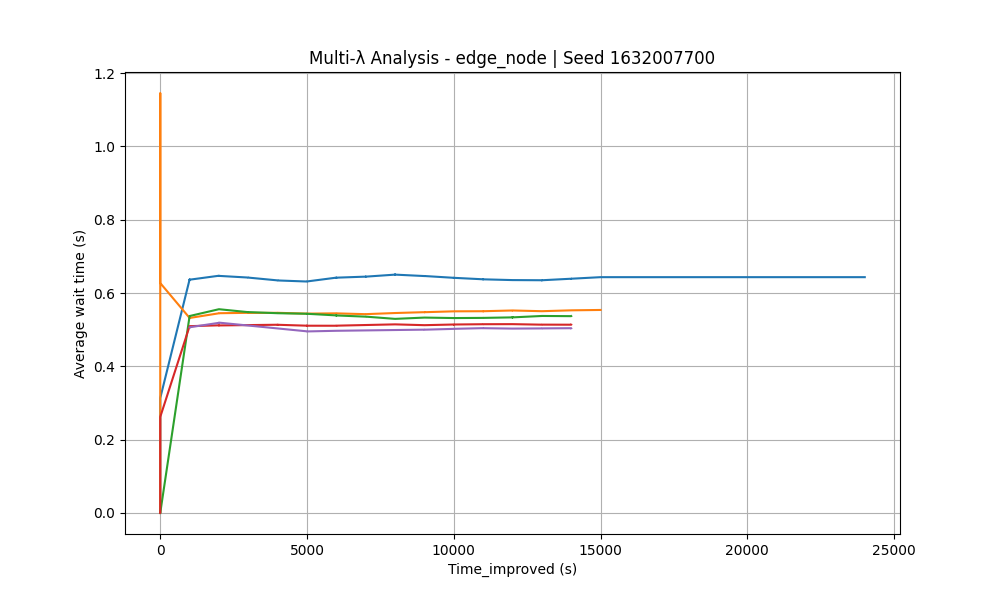 Multi-λ Analysis - edge_node | Seed 1632007700
1.2
1.0
0.8
0.6
0.4
0.2
0.0
Average wait time (s)
0 5000 10000 15000 20000 25000
Time_improved (s)